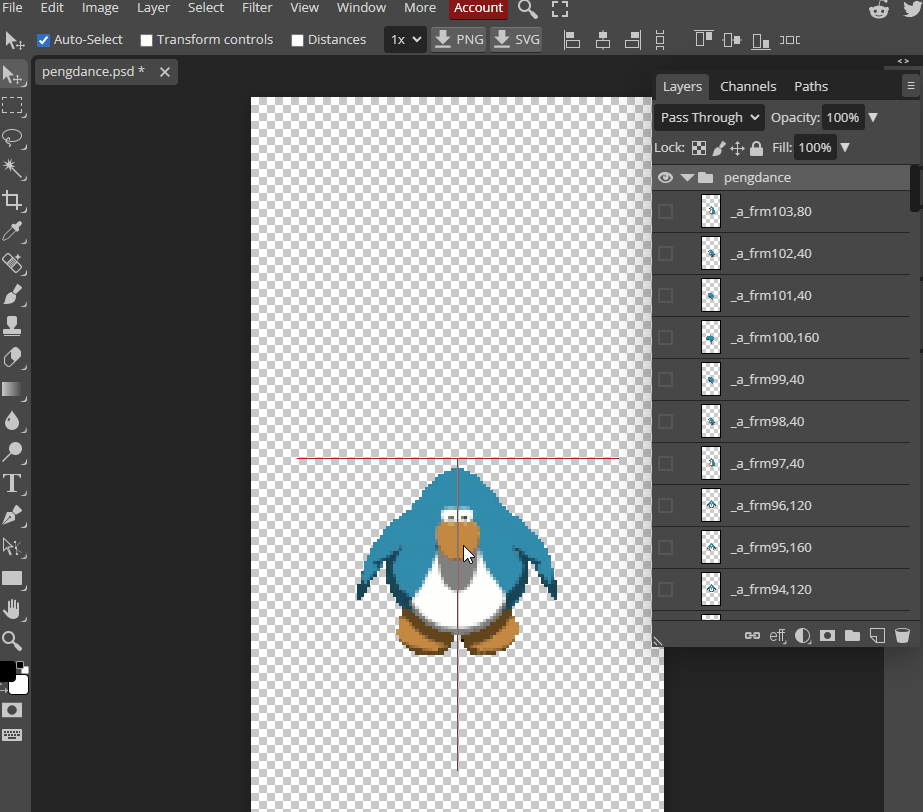 File Edit Image Layer Select Filter View Window More Account
Auto-Select Transform controls Distances 1x PNG SVG
pengdance.psd *
< >
Layers Channels Paths
Pass Through Opacity: 100%
Lock: Fill: 100%
pengdance
_a_frm103,80
_a_frm102,40
_a_frm101,40
_a_frm100,160
_a_frm99,40
_a_frm98,40
_a_frm97,40
_a_frm96,120
_a_frm95,160
_a_frm94,120
eff